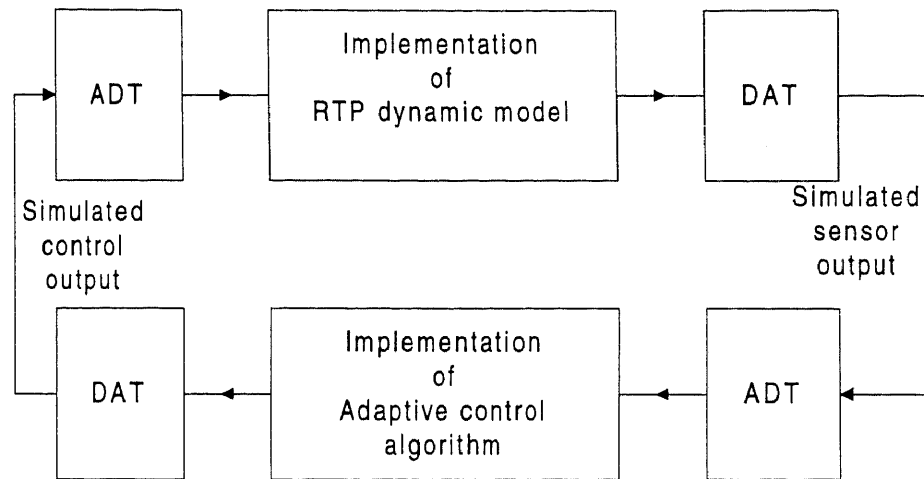 ADT
Implementation
of
RTP dynamic model
DAT
Simulated
control
output
Simulated
sensor
output
DAT
Implementation
of
Adaptive control
algorithm
ADT